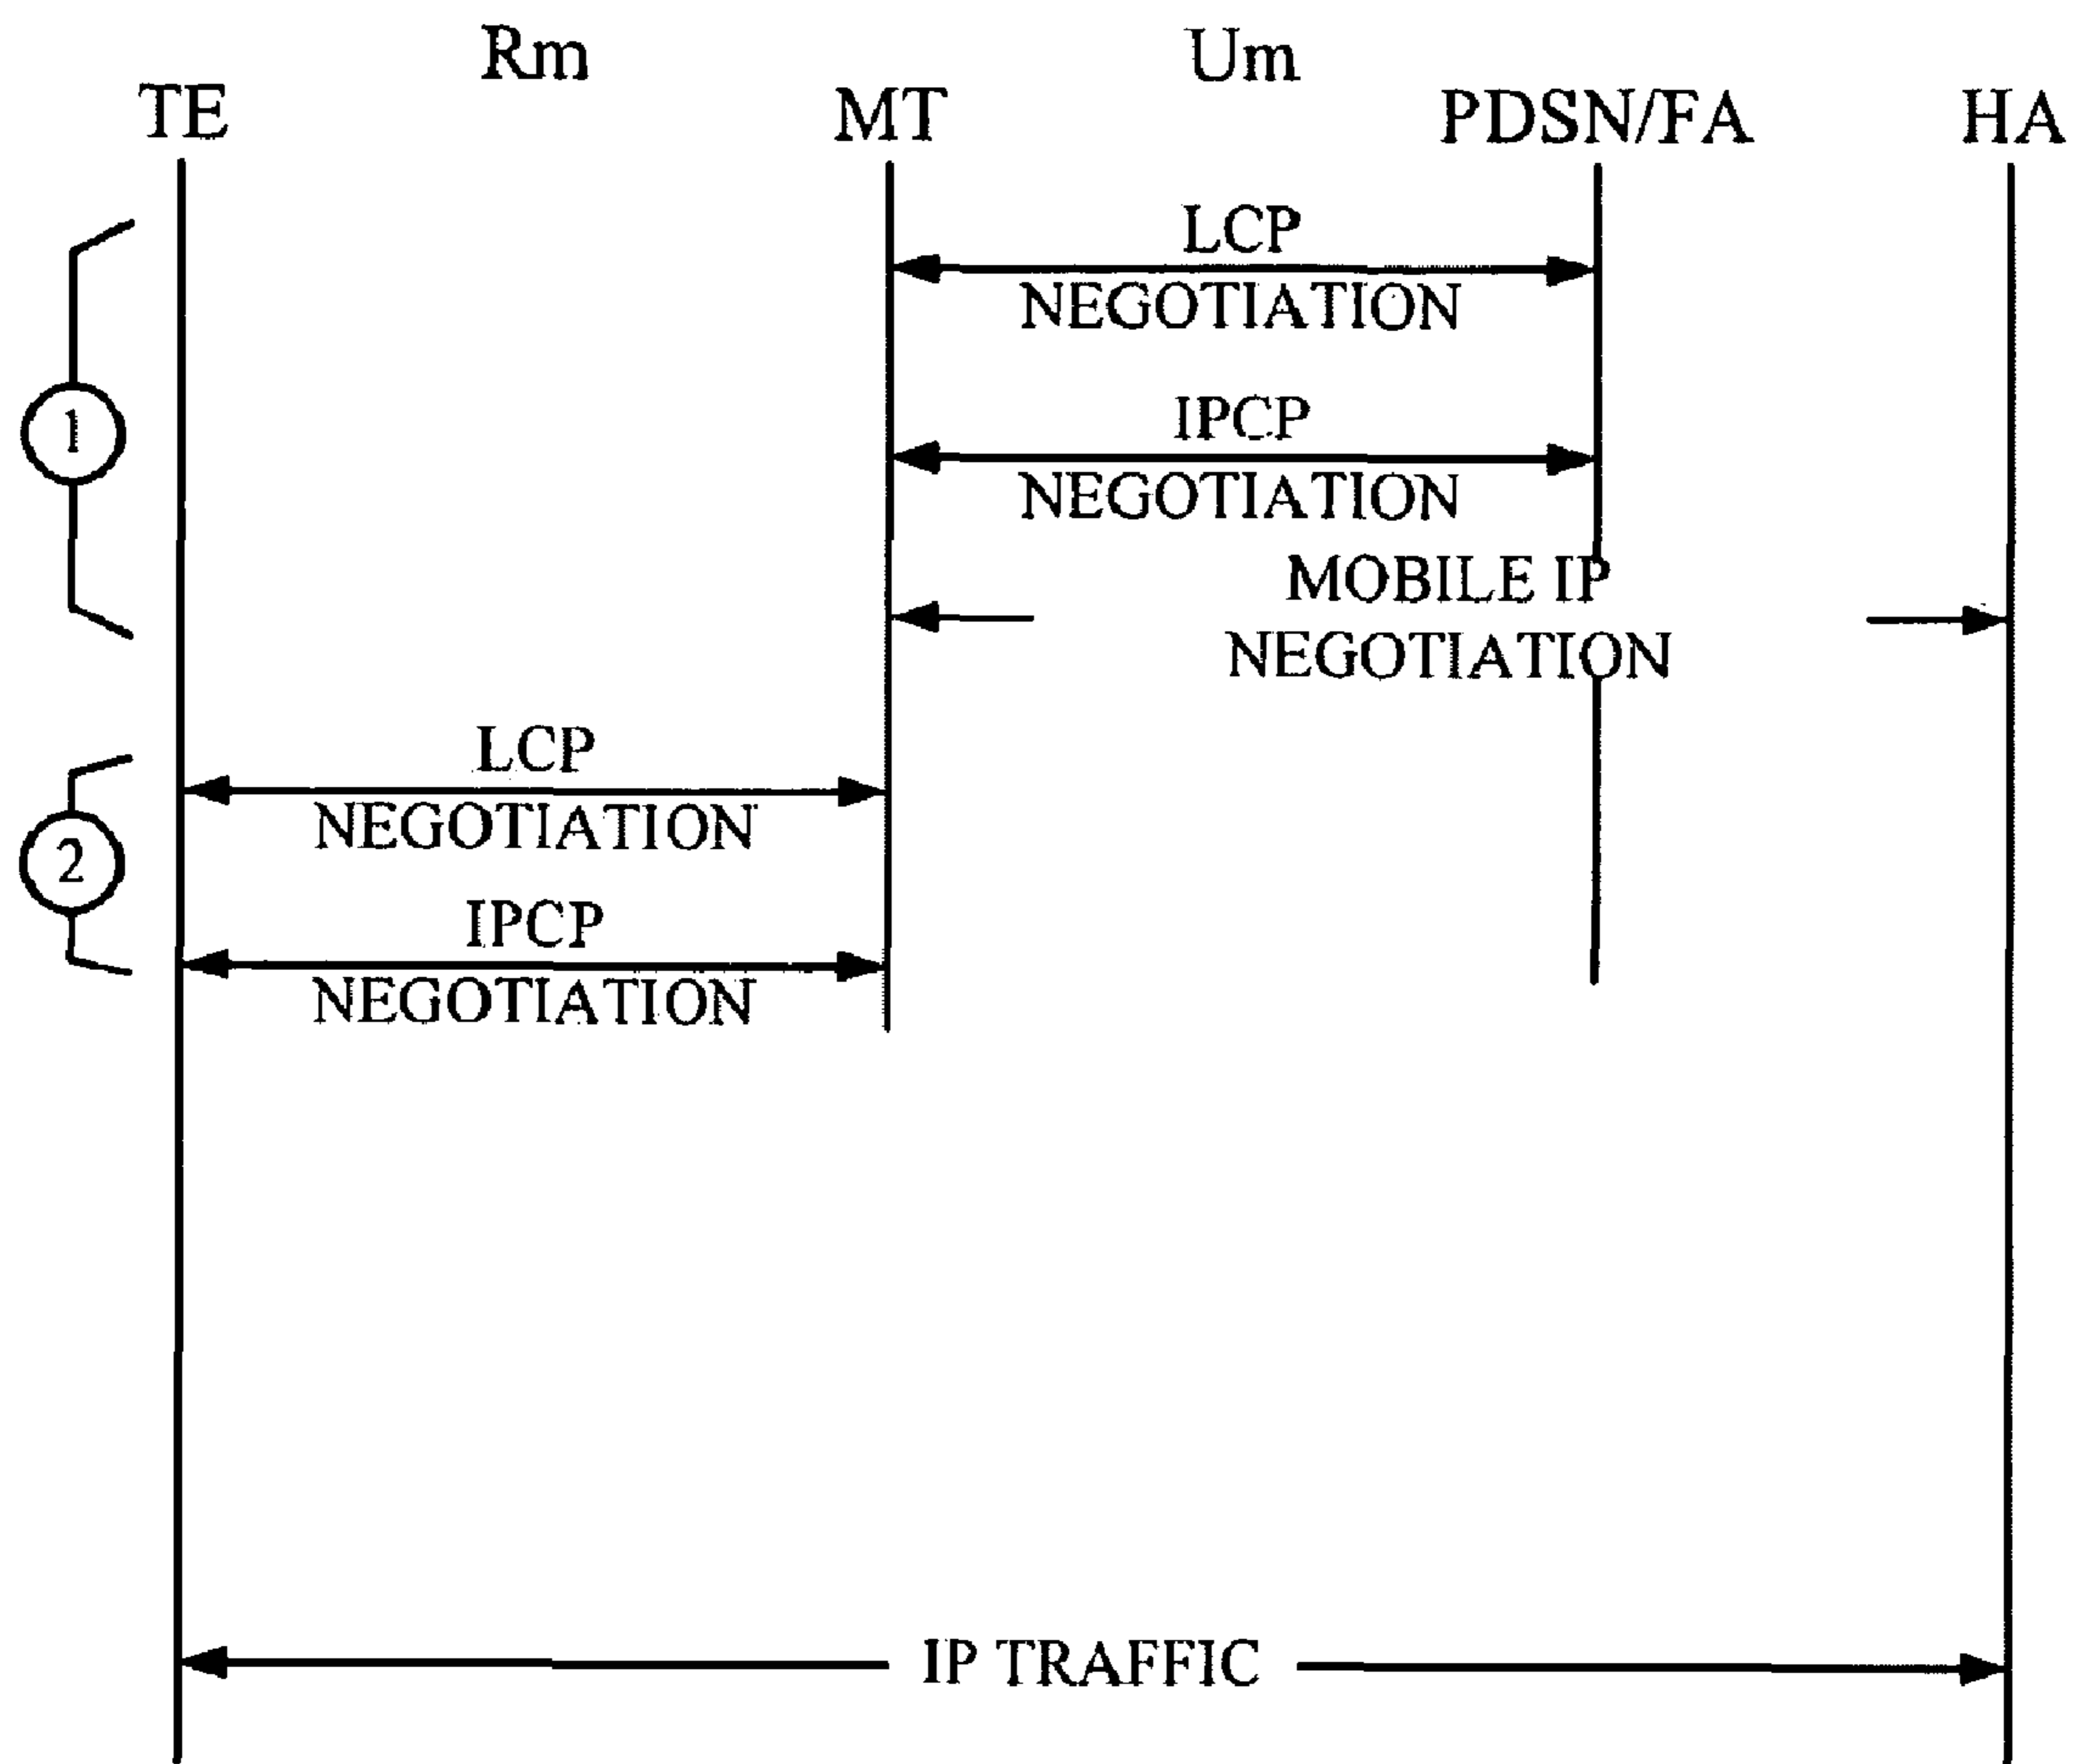 Rm
Um
TE
MT
PDSN/FA
HA
LCP
NEGOTIATION
1
IPCP
NEGOTIATION
MOBILE IP
NEGOTIATION
LCP
NEGOTIATION
2
IPCP
NEGOTIATION
IP TRAFFIC